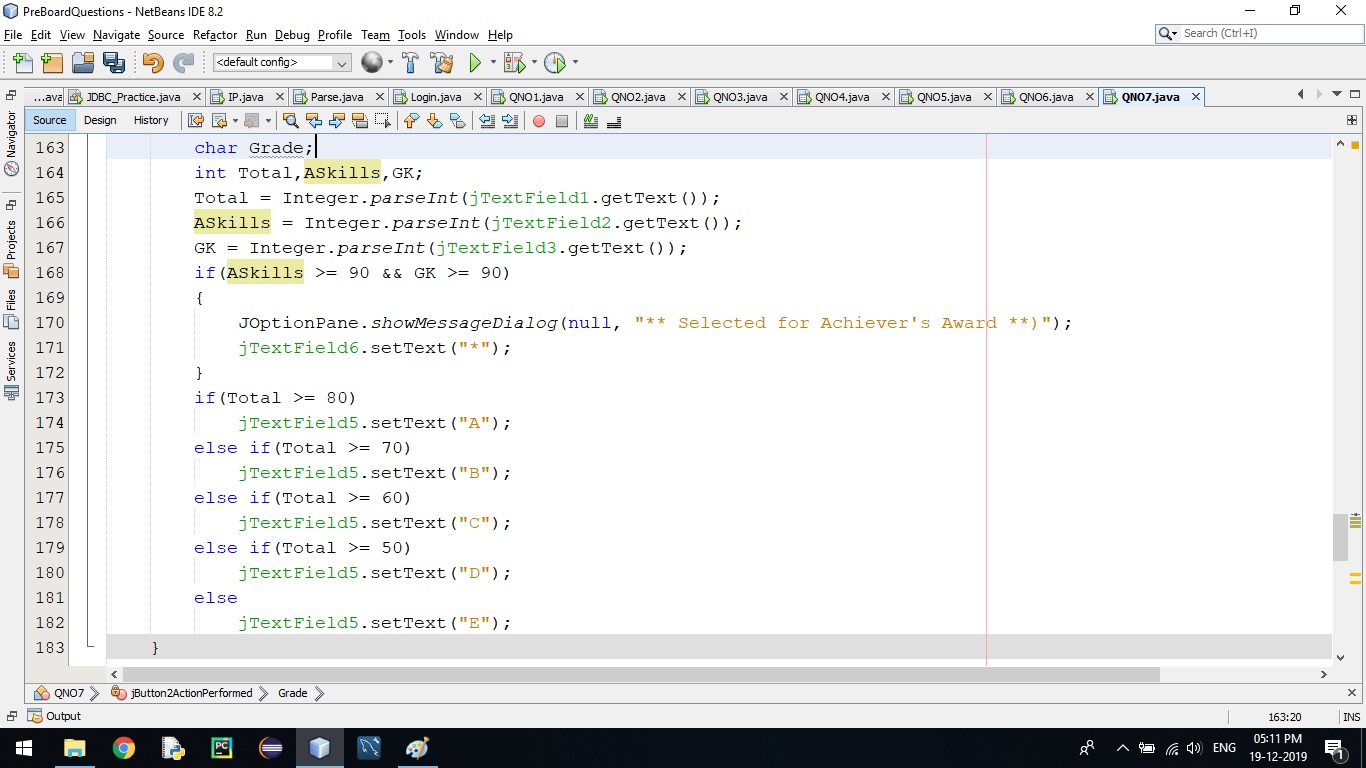 PreBoardQuestions - NetBeans IDE 8.2
File Edit View Navigate Source Refactor Run Debug Profile Team Tools Window Help
Search (Ctrl+I)
<default config>
...ava JDBC_Practice.java IP.java Parse.java Login.java QNO1.java QNO2.java QNO3.java QNO4.java QNO5.java QNO6.java QNO7.java
Source Design History
Navigator
Projects
Files
Services
163 char Grade;
164 int Total,ASkills,GK;
165 Total = Integer.parseInt(jTextField1.getText());
166 ASkills = Integer.parseInt(jTextField2.getText());
167 GK = Integer.parseInt(jTextField3.getText());
168 if(ASkills >= 90 && GK >= 90)
169 {
170 JOptionPane.showMessageDialog(null, "** Selected for Achiever's Award **)");
171 jTextField6.setText("*");
172 }
173 if(Total >= 80)
174 jTextField5.setText("A");
175 else if(Total >= 70)
176 jTextField5.setText("B");
177 else if(Total >= 60)
178 jTextField5.setText("C");
179 else if(Total >= 50)
180 jTextField5.setText("D");
181 else
182 jTextField5.setText("E");
183 }
QNO7 jButton2ActionPerformed Grade
Output
163:20 INS
PC
ENG
05:11 PM
19-12-2019
1